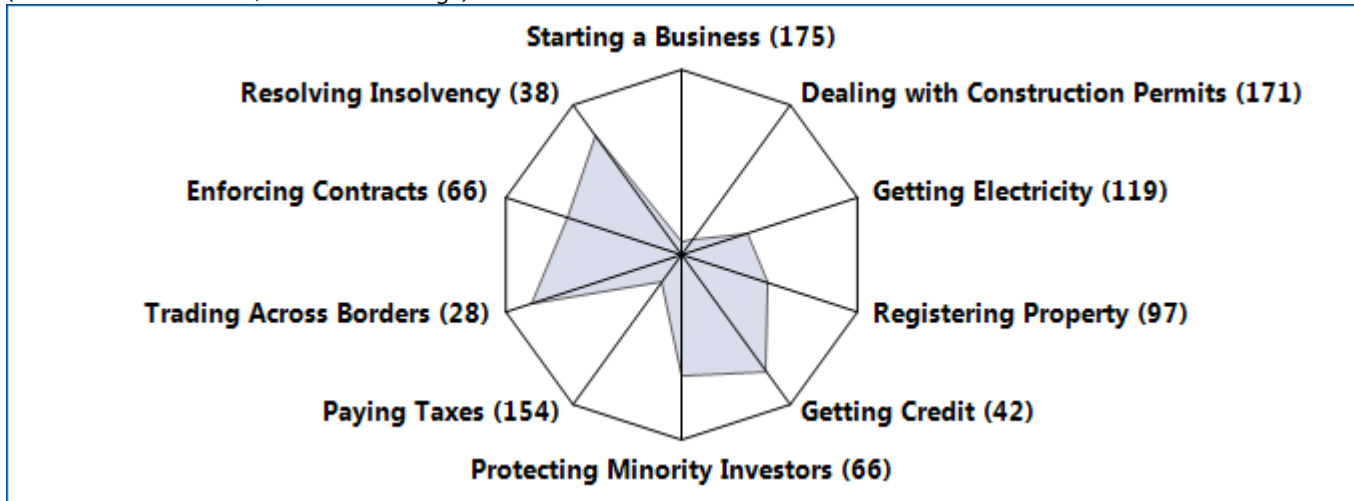 Starting a Business (175)
Resolving Insolvency (38)
Dealing with Construction Permits (171)
Enforcing Contracts (66)
Getting Electricity (119)
Trading Across Borders (28)
Registering Property (97)
Paying Taxes (154)
Getting Credit (42)
Protecting Minority Investors (66)